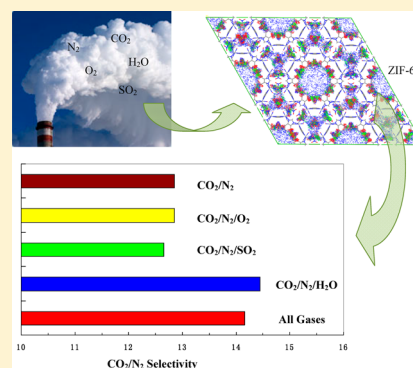 CO₂
N₂
H₂O
O₂
SO₂
ZIF-6
CO₂/N₂
CO₂/N₂/O₂
CO₂/N₂/SO₂
CO₂/N₂/H₂O
All Gases
10 11 12 13 14 15 16
CO₂/N₂ Selectivity